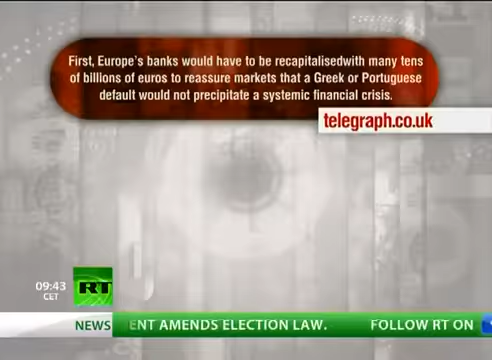 First, Europe's banks would have to be recapitalisedwith many tens
of billions of euros to reassure markets that a Greek or Portuguese
default would not precipitate a systemic financial crisis.
telegraph.co.uk
09:43
CET
RT
NEWS
ENT AMENDS ELECTION LAW.
FOLLOW RT ON